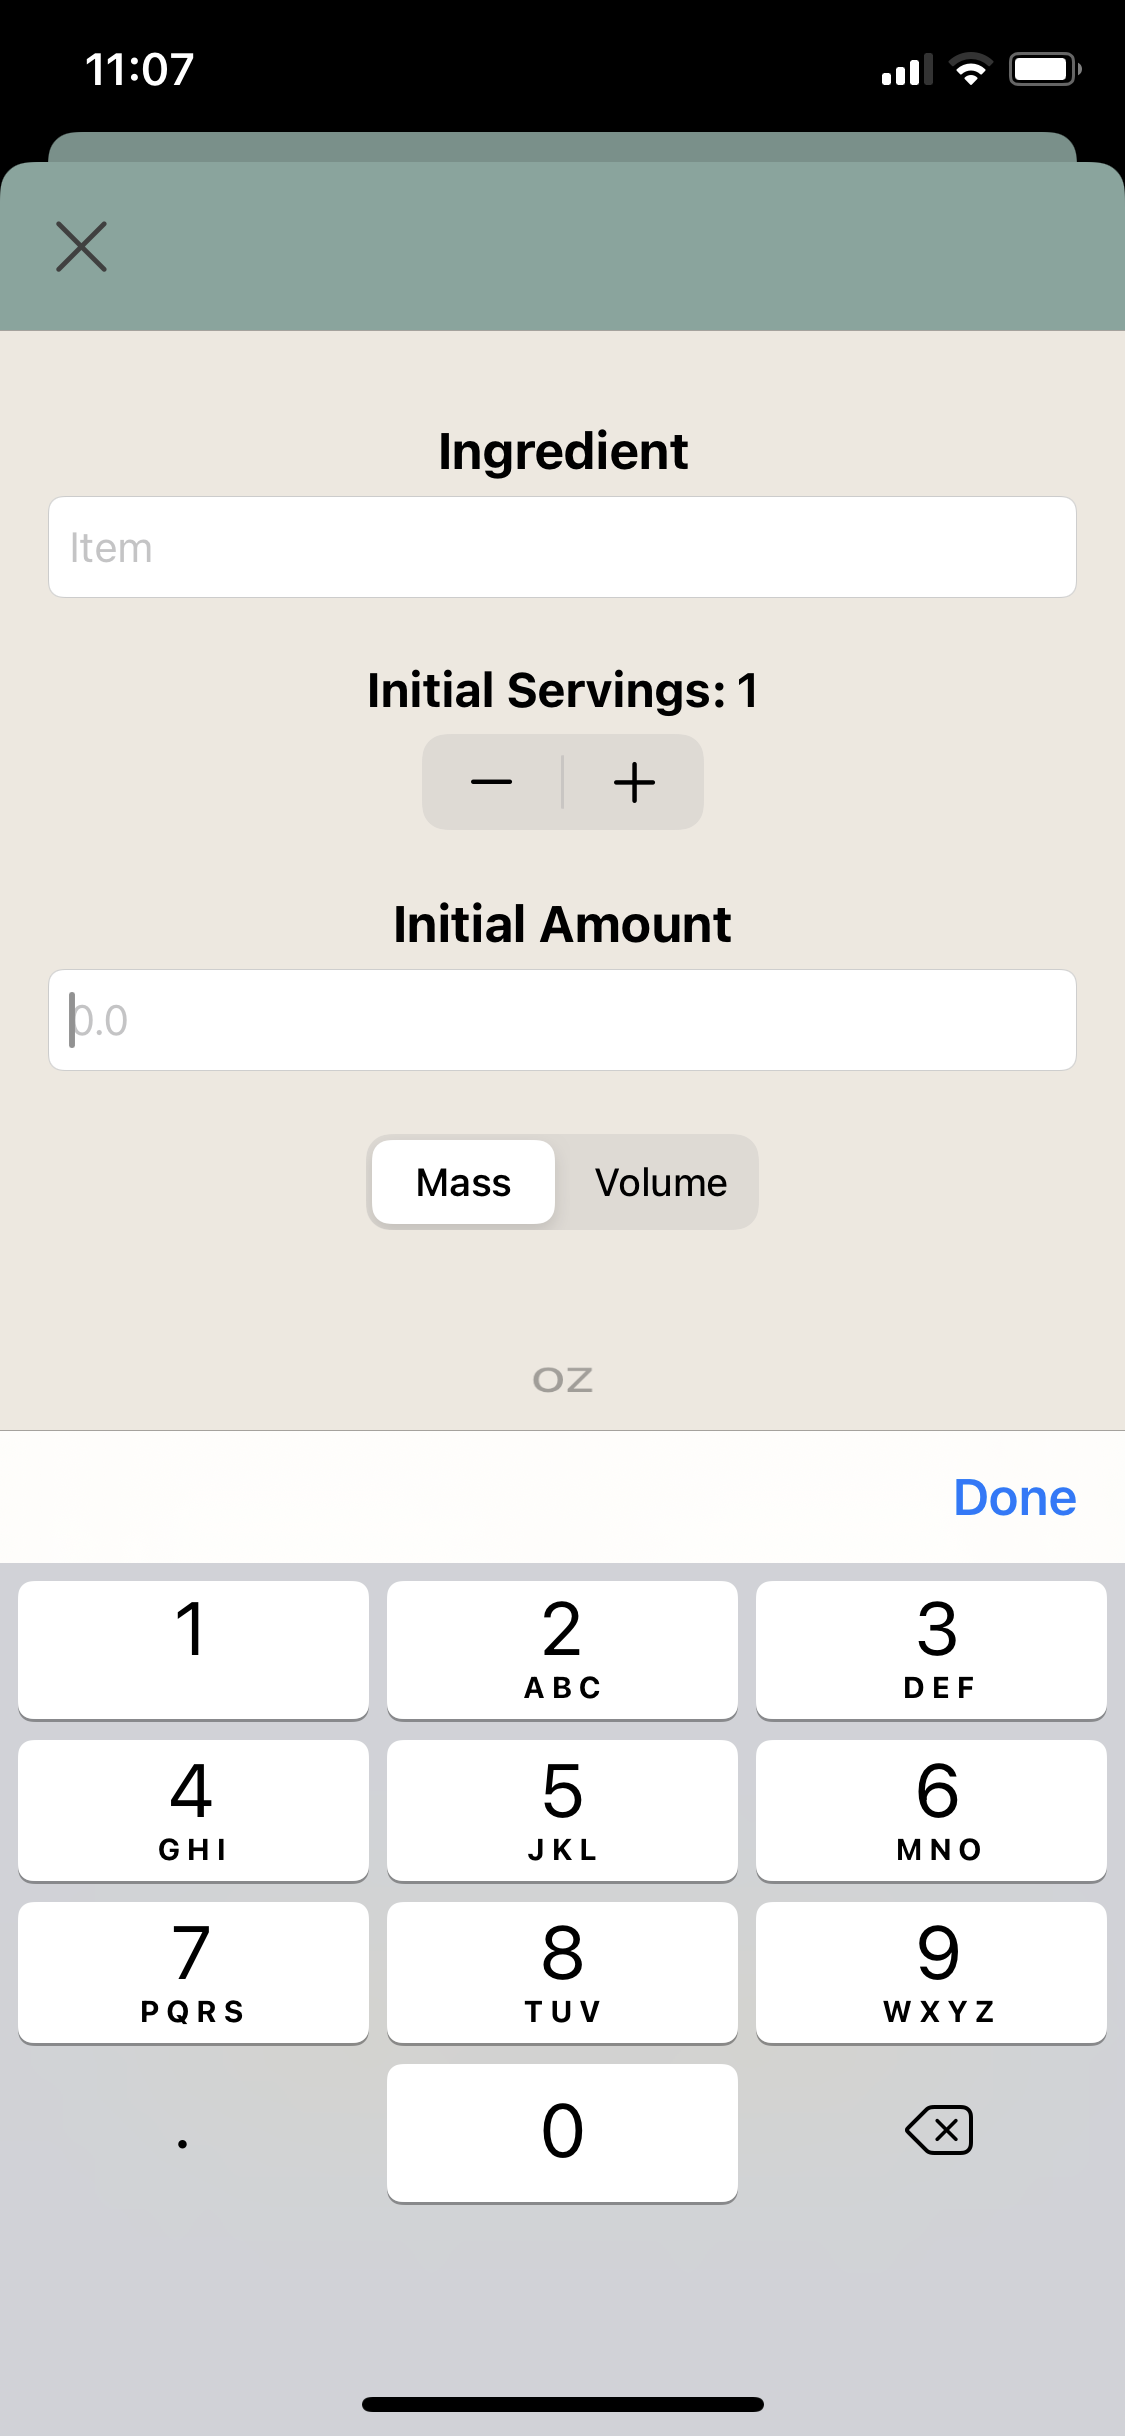 11:07
Ingredient
Item
Initial Servings: 1
Initial Amount
0.0
Mass Volume
oz
Done
1 2 3
ABC DEF
4 5 6
GHI JKL MNO
7 8 9
PQRS TUV WXYZ
. 0